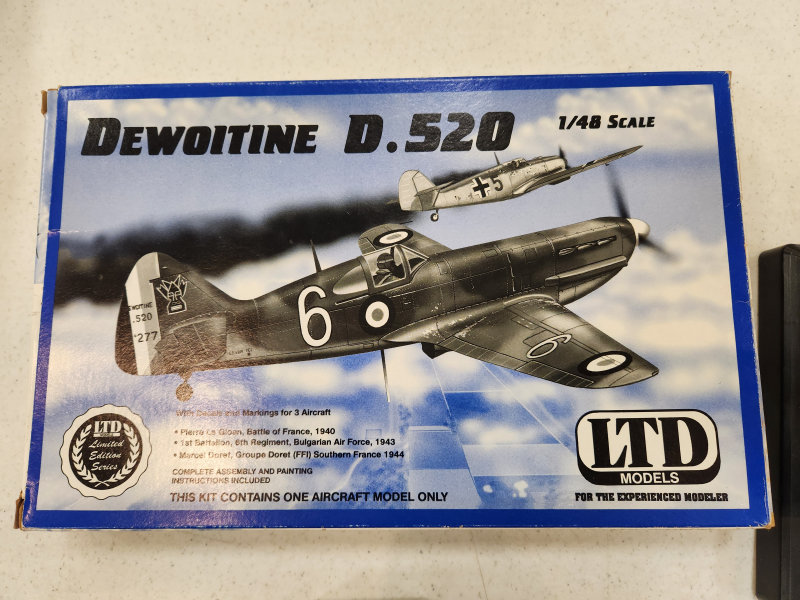 DEWOITINE D.520
1/48 SCALE
5
6
.520
277
6
With Decals and Markings for 3 Aircraft
• Pierre Le Gloan, Battle of France, 1940
• 1st Battalion, 6th Regiment, Bulgarian Air Force, 1943
• Marcel Doret, Groupe Doret (FFI) Southern France 1944
COMPLETE ASSEMBLY AND PAINTING
INSTRUCTIONS INCLUDED
THIS KIT CONTAINS ONE AIRCRAFT MODEL ONLY
LTD
Limited
Edition
Series
LTD
MODELS
FOR THE EXPERIENCED MODELER